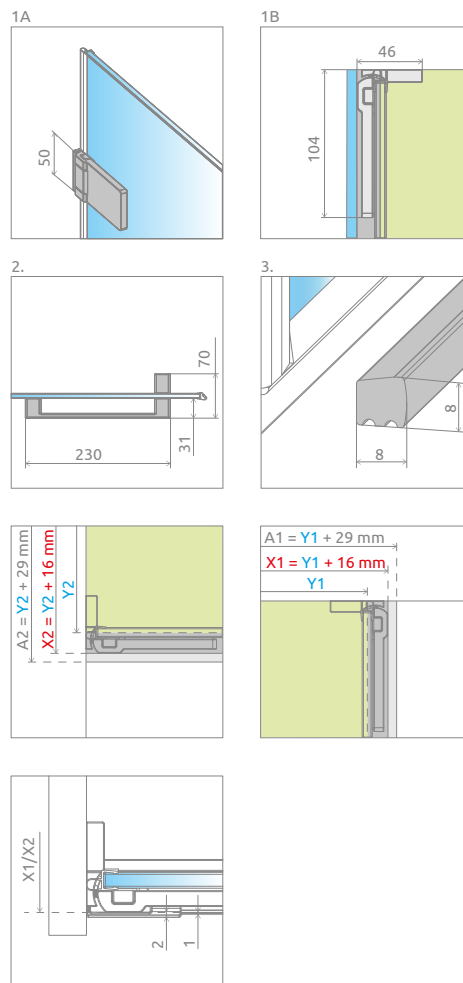 1A
50
1B
46
104
2.
70
31
230
3.
8
8
A2 = Y2 + 29 mm
X2 = Y2 + 16 mm
Y2
A1 = Y1 + 29 mm
X1 = Y1 + 16 mm
Y1
X1/X2
2
1